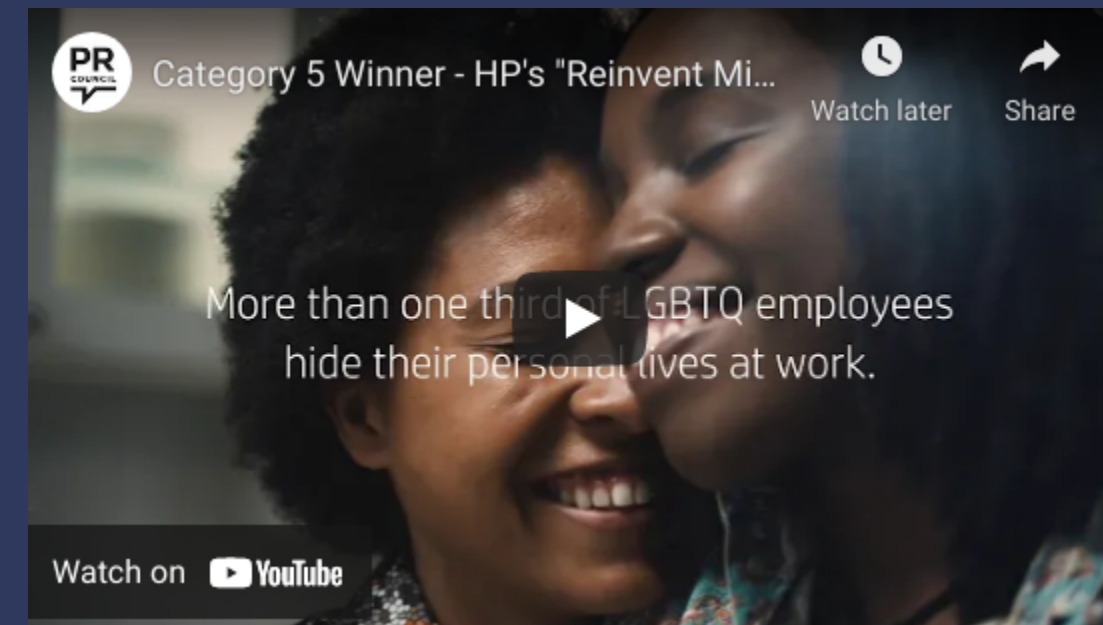 PR
COUNCIL
Category 5 Winner - HP's "Reinvent Mi...
Watch later
Share
More than one third of LGBTQ employees
hide their personal lives at work.
Watch on YouTube